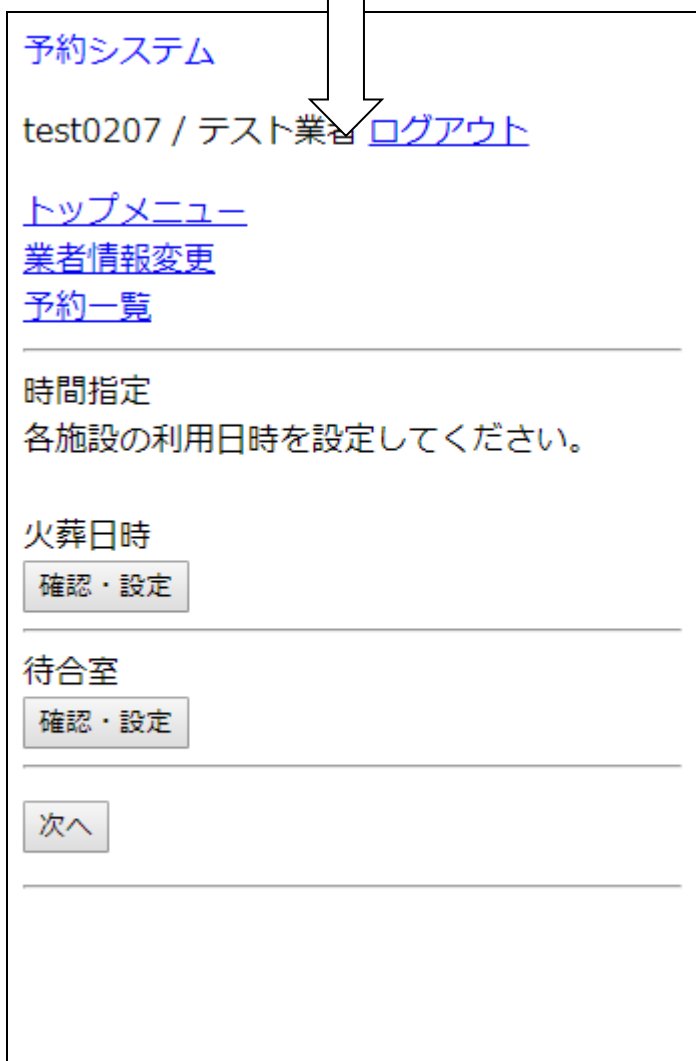 予約システム
test0207 / テスト業者 ログアウト
トップメニュー
業者情報変更
予約一覧
時間指定
各施設の利用日時を設定してください。
火葬日時
確認・設定
待合室
確認・設定
次へ